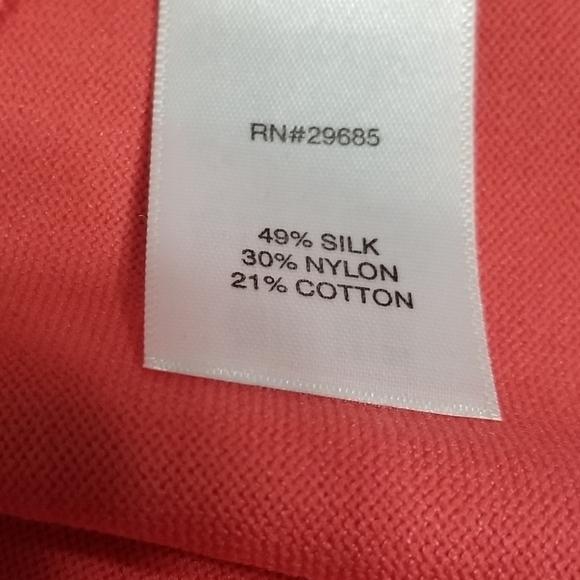 RN#29685
49% SILK
30% NYLON
21% COTTON